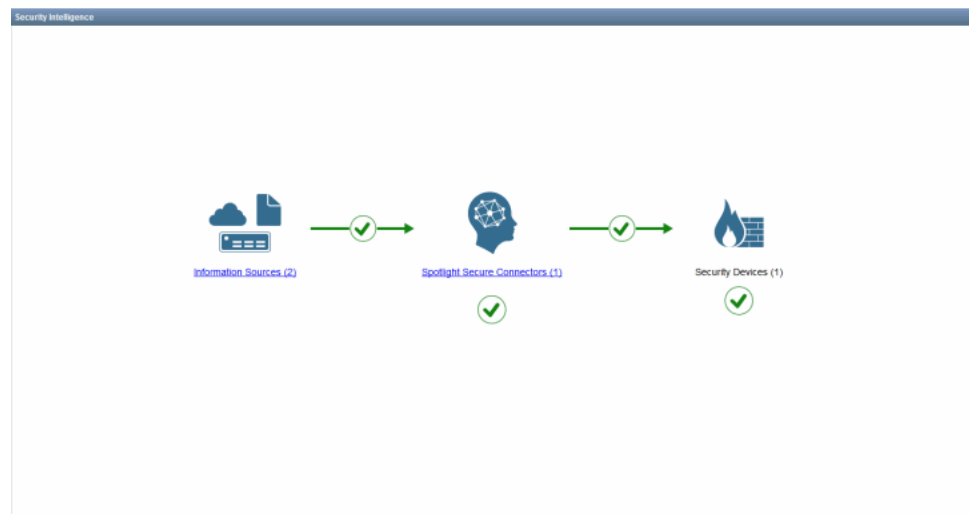 Security Intelligence
Information Sources (2)
Spotlight Secure Connectors (1)
Security Devices (1)